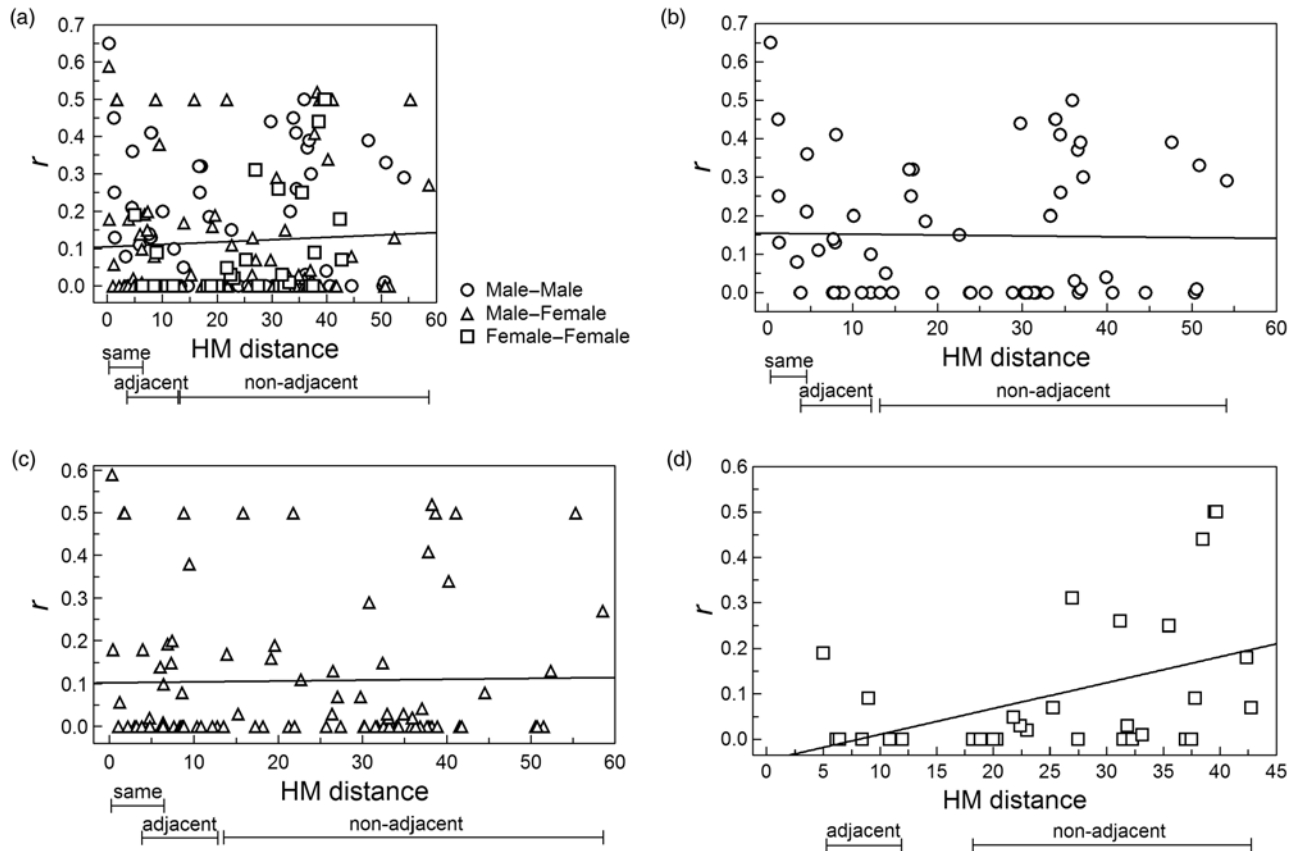 (a)
0.7
0.6
0.5
0.4
r
0.3
0.2
0.1
0.0
0 10 20 30 40 50 60
HM distance
same
adjacent
non-adjacent
Male–Male
Male–Female
Female–Female
(b)
0.7
0.6
0.5
0.4
r
0.3
0.2
0.1
0.0
0 10 20 30 40 50 60
HM distance
same
adjacent
non-adjacent
(c)
0.6
0.5
0.4
r
0.3
0.2
0.1
0.0
0 10 20 30 40 50 60
HM distance
same
adjacent
non-adjacent
(d)
0.6
0.5
0.4
r
0.3
0.2
0.1
0.0
0 5 10 15 20 25 30 35 40 45
HM distance
adjacent
non-adjacent